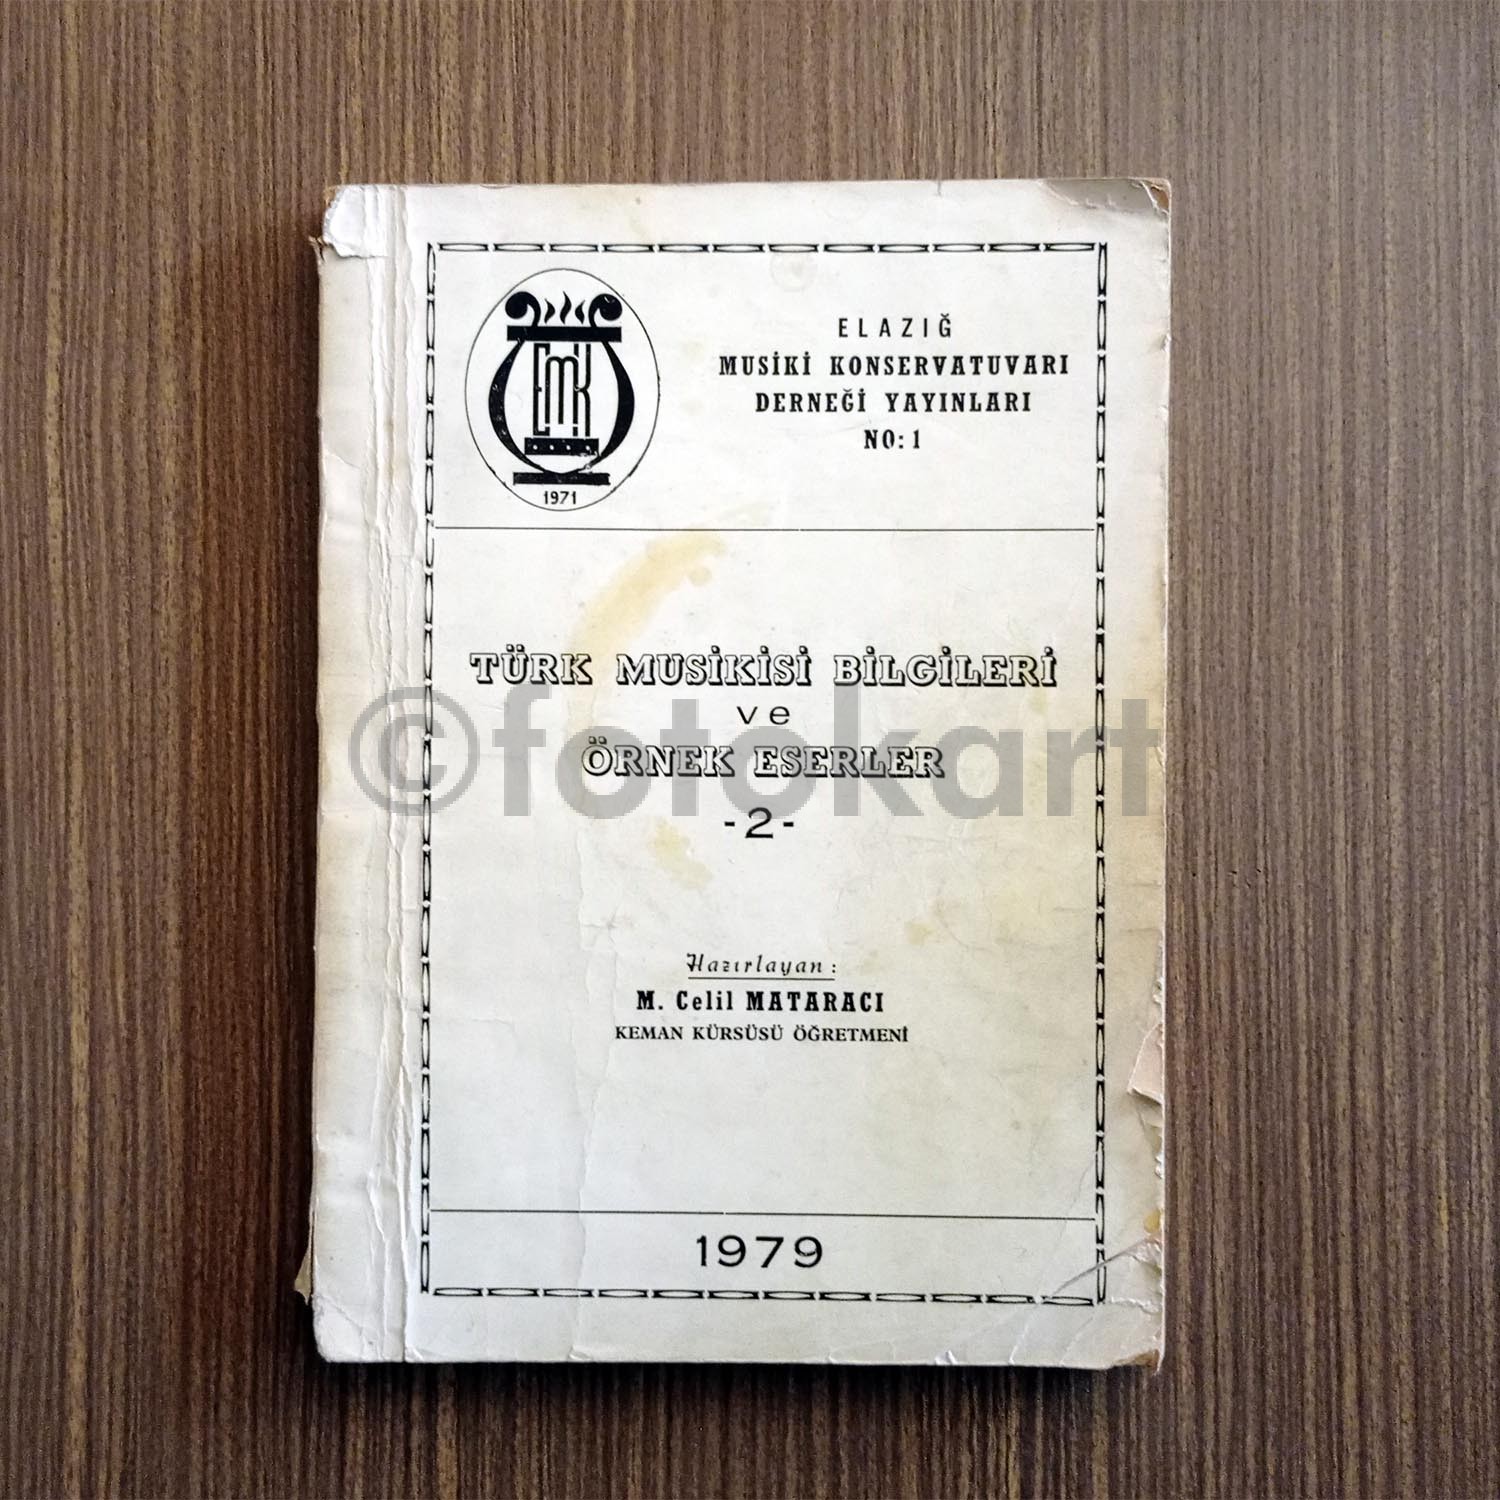 EMK
1971
ELAZIĞ
MUSİKİ KONSERVATUVARI
DERNEĞİ YAYINLARI
NO: 1
TÜRK MUSİKİSİ BİLGİLERİ
ve
ÖRNEK ESERLER
-2-
©fotokart
Hazırlayan :
M. Celil MATARACI
KEMAN KÜRSÜSÜ ÖĞRETMENİ
1979